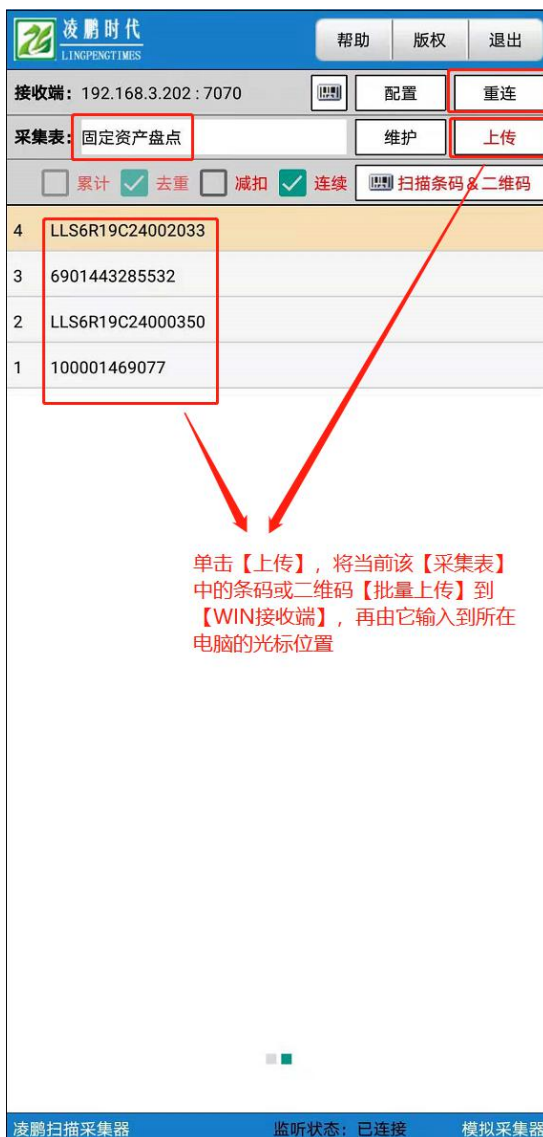 凌鹏时代
LINGPENGTIMES
帮助 版权 退出
接收端: 192.168.3.202 : 7070 配置 重连
采集表: 固定资产盘点 维护 上传
累计 去重 减扣 连续 扫描条码&二维码
4 LLS6R19C24002033
3 6901443285532
2 LLS6R19C24000350
1 100001469077
单击【上传】，将当前该【采集表】
中的条码或二维码【批量上传】到
【WIN接收端】，再由它输入到所在
电脑的光标位置
凌鹏扫描采集器 监听状态: 已连接 模拟采集器